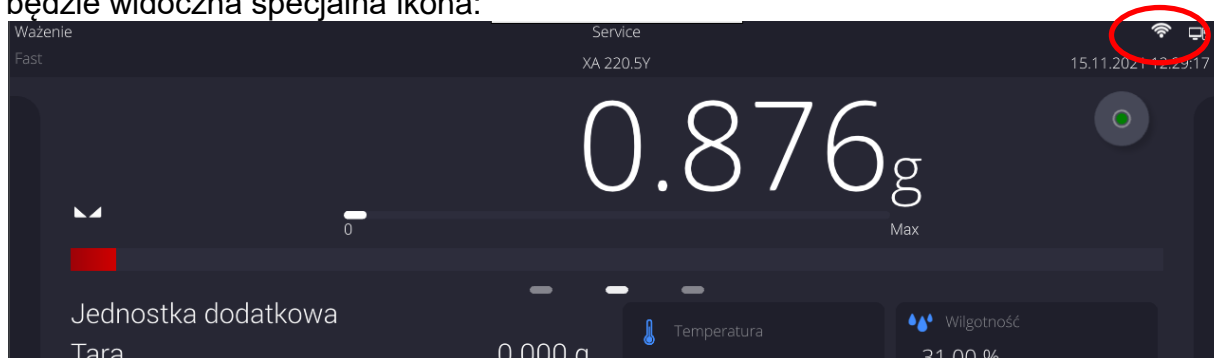 będzie widoczna specjalna ikona:
Ważenie Service
Fast XA 220.5Y 15.11.2021 12:29:17
0.876g
0 Max
Jednostka dodatkowa
Temperatura Wilgotność
Tara 0.000 g 31.00 %